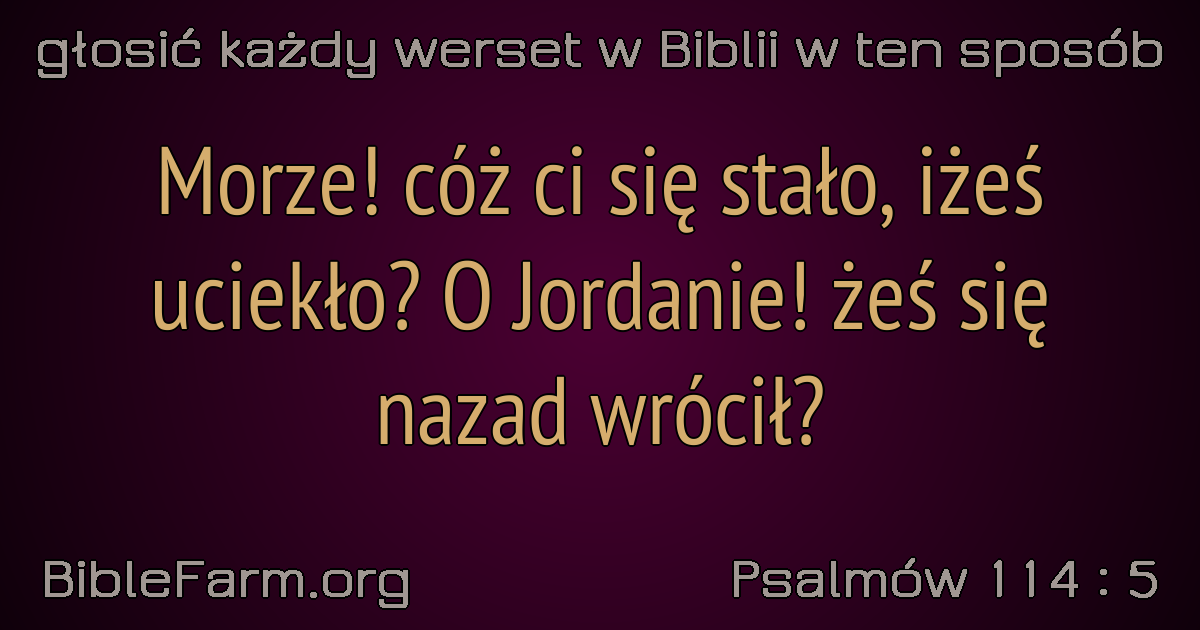 głosić każdy werset w Biblii w ten sposób
Morze! cóż ci się stało, iżeś
uciekło? O Jordanie! żeś się
nazad wrócił?
BibleFarm.org
Psalmów 114 : 5